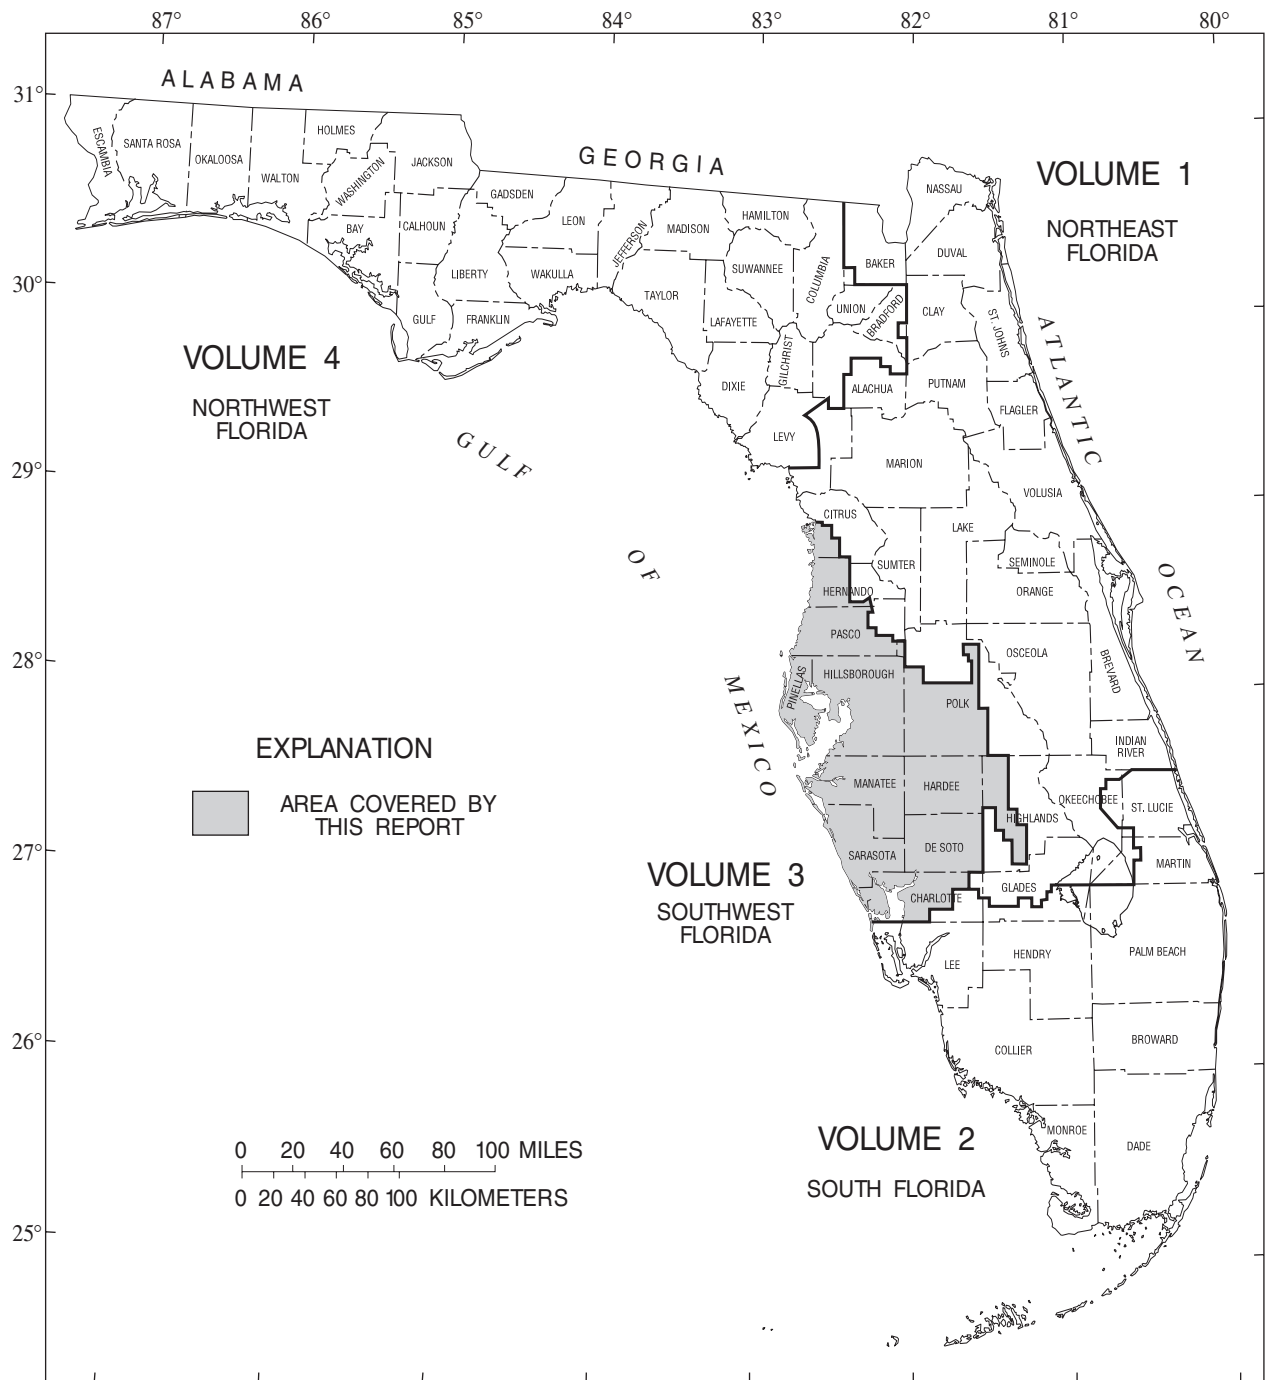 87° 86° 85° 84° 83° 82° 81° 80°
ALABAMA
31°
GEORGIA
ESCAMBIA
SANTA ROSA
OKALOOSA
WALTON
HOLMES
WASHINGTON
JACKSON
BAY
CALHOUN
GADSDEN
LEON
JEFFERSON
MADISON
HAMILTON
NASSAU
VOLUME 1
NORTHEAST
FLORIDA
30°
LIBERTY
WAKULLA
GULF
FRANKLIN
TAYLOR
SUWANNEE
COLUMBIA
BAKER
DUVAL
LAFAYETTE
UNION
BRADFORD
CLAY
ST. JOHNS
VOLUME 4
NORTHWEST
FLORIDA
DIXIE
GILCHRIST
ALACHUA
PUTNAM
FLAGLER
LEVY
MARION
VOLUSIA
ATLANTIC
OCEAN
GULF
OF
MEXICO
29°
CITRUS
LAKE
SUMTER
SEMINOLE
ORANGE
HERNANDO
PASCO
28°
HILLSBOROUGH
PINELLAS
OSCEOLA
BREVARD
POLK
INDIAN
RIVER
EXPLANATION
AREA COVERED BY
THIS REPORT
MANATEE
HARDEE
OKEECHOBEE
ST. LUCIE
HIGHLANDS
27°
SARASOTA
DE SOTO
MARTIN
VOLUME 3
SOUTHWEST
FLORIDA
CHARLOTTE
GLADES
LEE
HENDRY
PALM BEACH
26°
COLLIER
BROWARD
MONROE
DADE
VOLUME 2
SOUTH FLORIDA
0 20 40 60 80 100 MILES
0 20 40 60 80 100 KILOMETERS
25°